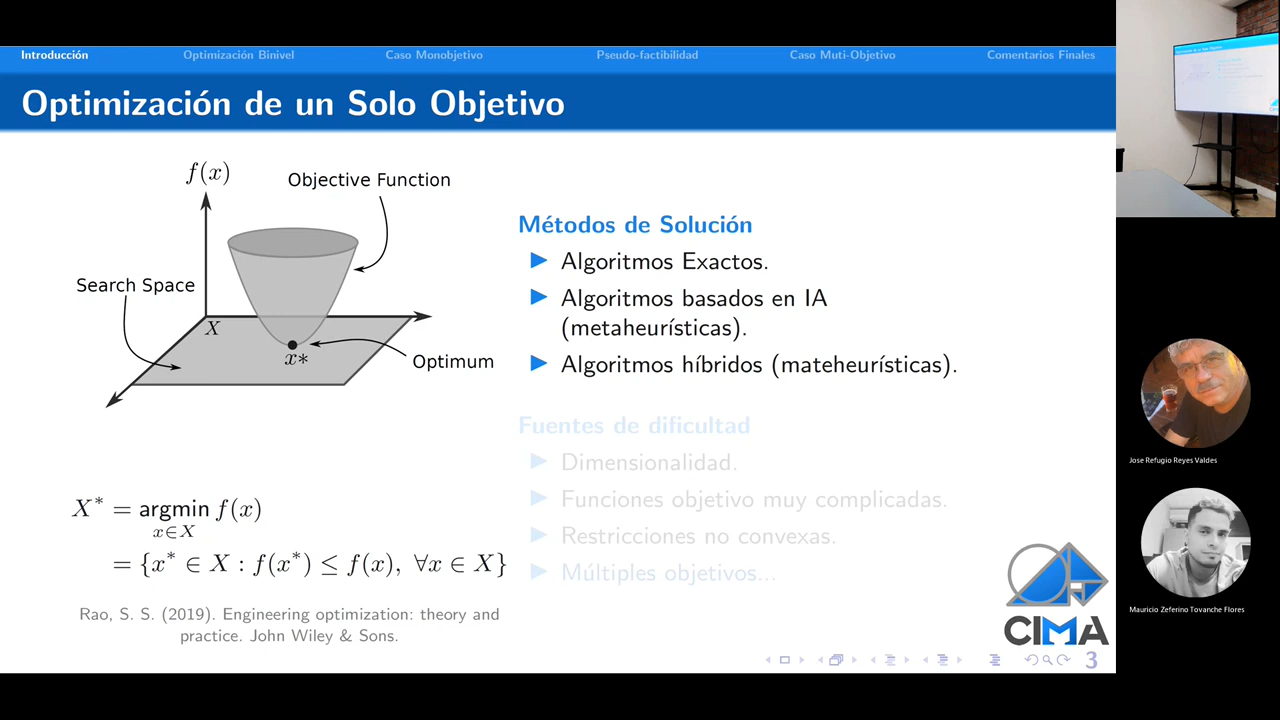 Introducción
Optimización Binivel
Caso Monobjetivo
Pseudo-factibilidad
Caso Muti-Objetivo
Comentarios Finales
Optimización de un Solo Objetivo
f(x)
Objective Function
Search Space
X
x*
Optimum
X* = argmin f(x)
x∈X
= {x* ∈ X : f(x*) ≤ f(x), ∀x ∈ X}
Rao, S. S. (2019). Engineering optimization: theory and
practice. John Wiley & Sons.
Métodos de Solución
Algoritmos Exactos.
Algoritmos basados en IA
(metaheurísticas).
Algoritmos híbridos (mateheurísticas).
Fuentes de dificultad
Dimensionalidad.
Funciones objetivo muy complicadas.
Restricciones no convexas.
Múltiples objetivos...
CIMA
3
Jose Refugio Reyes Valdes
Mauricio Zeferino Tovanche Flores